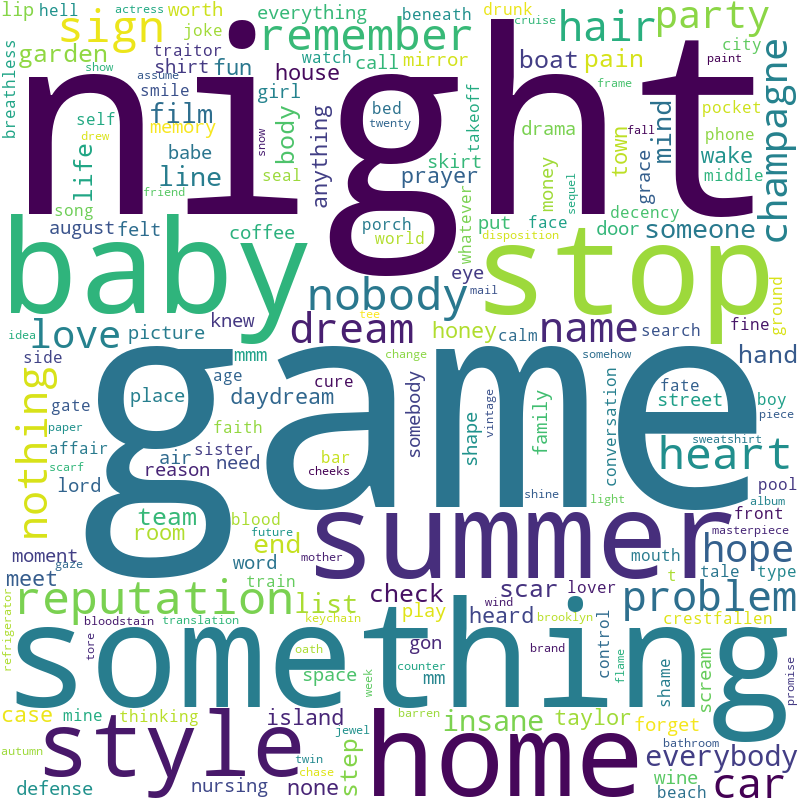 lip hell actress sign joke worth everything beneath drunk cruise hair party
breathless garden show traitor remember watch call mirror boat pain city paint
night
assume shirt fun house girl frame
smile film self drew memory babe line life friend song snow
body anything bed twenty drama takeoff skirt prayer seal
money sequel town grace mind pocket phone fall wake middle champagne
august felt coffee porch world whatever put face decency door someone
baby stop
nobody eye disposition mail ground
idea love picture knew dream tee honey calm name search fine
game
side mmm age change somehow hand
nothing gate place daydream cure somebody shape vintage family conversation fate street boy piece
paper affair scarf air sister faith need bar cheeks heart sweatshirt
lord reason shine light album pool
team room blood future summer front masterpiece
moment gaze end word mother mouth tale type hope
meet train t
refrigerator reputation list check scar lover problem
bloodstain translation keychain play heard wind brooklyn crestfallen
something
tore oath space gon mm counter week brand control flame shame scream promise
case mine thinking island barren insane taylor forget
style home
autumn jewel step bathroom everybody
twin chase
defense nursing none wine beach car